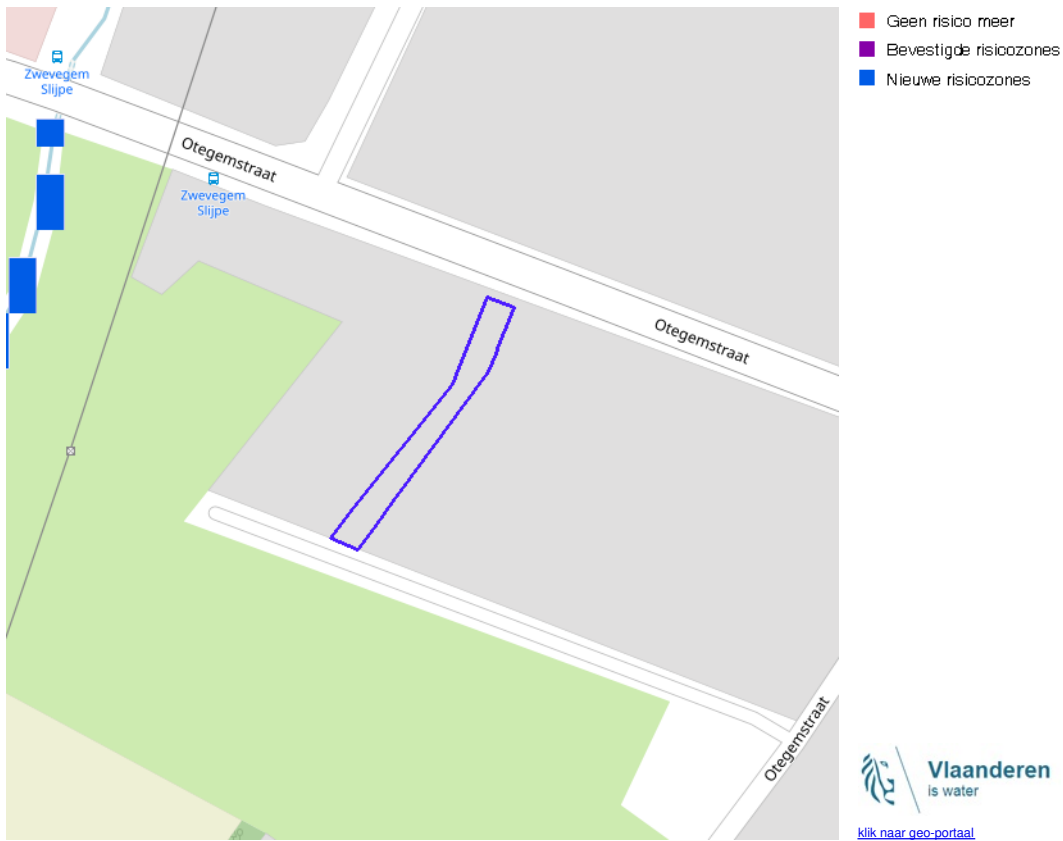 Zwevegem
Slijpe
Otegemstraat
Zwevegem
Slijpe
Otegemstraat
Otegemstraat
Geen risico meer
Bevestigde risicozones
Nieuwe risicozones
Vlaanderen
is water
klik naar geo-portaal